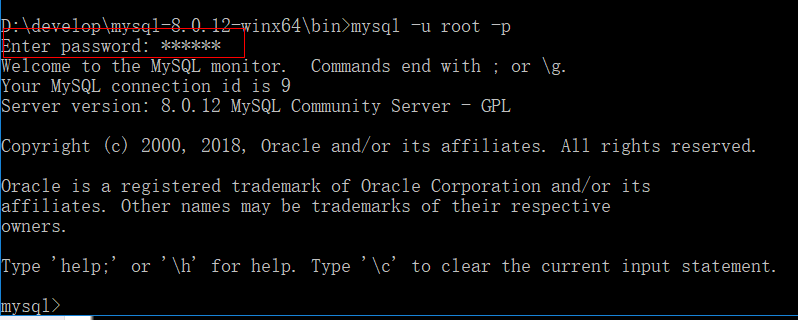 D:\develop\mysql-8.0.12-winx64\bin>mysql -u root -p
Enter password: ******
Welcome to the MySQL monitor.  Commands end with ; or \g.
Your MySQL connection id is 9
Server version: 8.0.12 MySQL Community Server - GPL
Copyright (c) 2000, 2018, Oracle and/or its affiliates. All rights reserved.
Oracle is a registered trademark of Oracle Corporation and/or its
affiliates. Other names may be trademarks of their respective
owners.
Type 'help;' or '\h' for help. Type '\c' to clear the current input statement.
mysql>